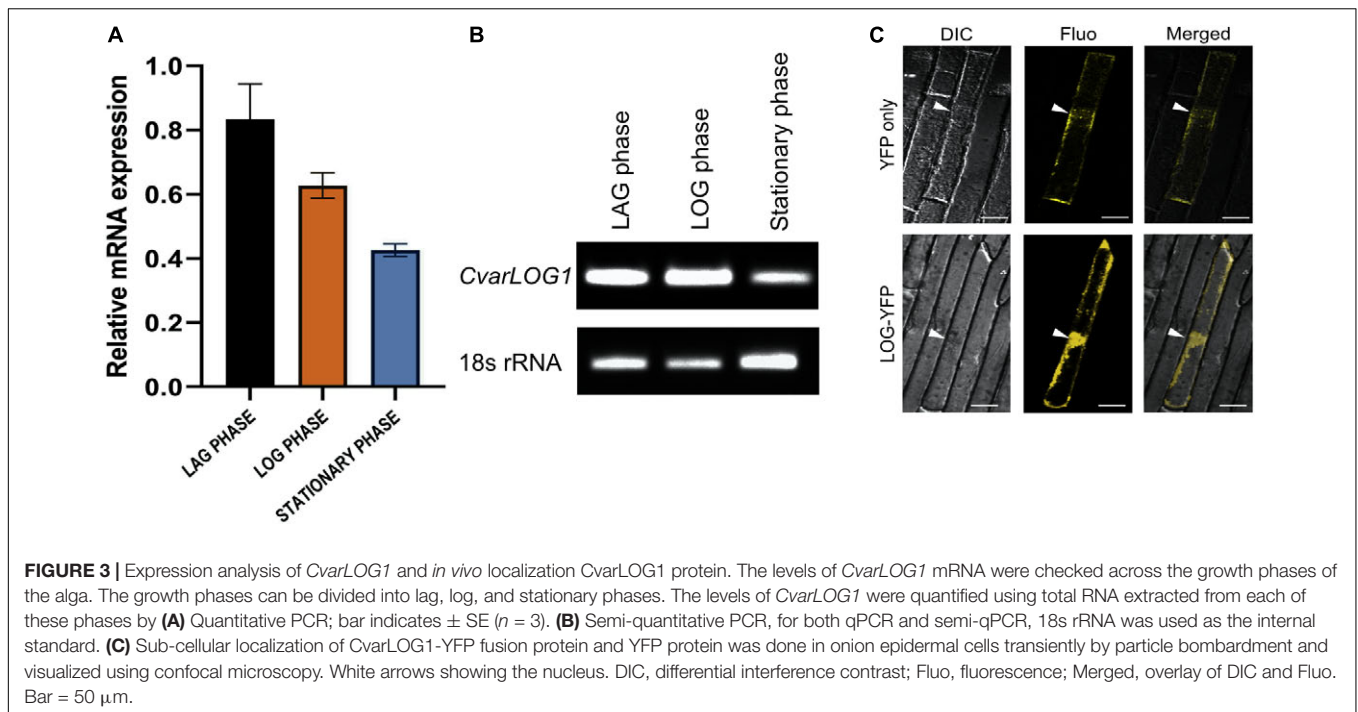 A
Relative mRNA expression
1.0
0.8
0.6
0.4
0.2
0.0
LAG PHASE
LOG PHASE
STATIONARY PHASE
B
LAG phase
LOG phase
Stationary phase
CvarLOG1
18s rRNA
C
DIC
Fluo
Merged
YFP only
LOG-YFP
FIGURE 3 | Expression analysis of CvarLOG1 and in vivo localization CvarLOG1 protein. The levels of CvarLOG1 mRNA were checked across the growth phases of
the alga. The growth phases can be divided into lag, log, and stationary phases. The levels of CvarLOG1 were quantified using total RNA extracted from each of
these phases by (A) Quantitative PCR; bar indicates ± SE (n = 3). (B) Semi-quantitative PCR, for both qPCR and semi-qPCR, 18s rRNA was used as the internal
standard. (C) Sub-cellular localization of CvarLOG1-YFP fusion protein and YFP protein was done in onion epidermal cells transiently by particle bombardment and
visualized using confocal microscopy. White arrows showing the nucleus. DIC, differential interference contrast; Fluo, fluorescence; Merged, overlay of DIC and Fluo.
Bar = 50 μm.